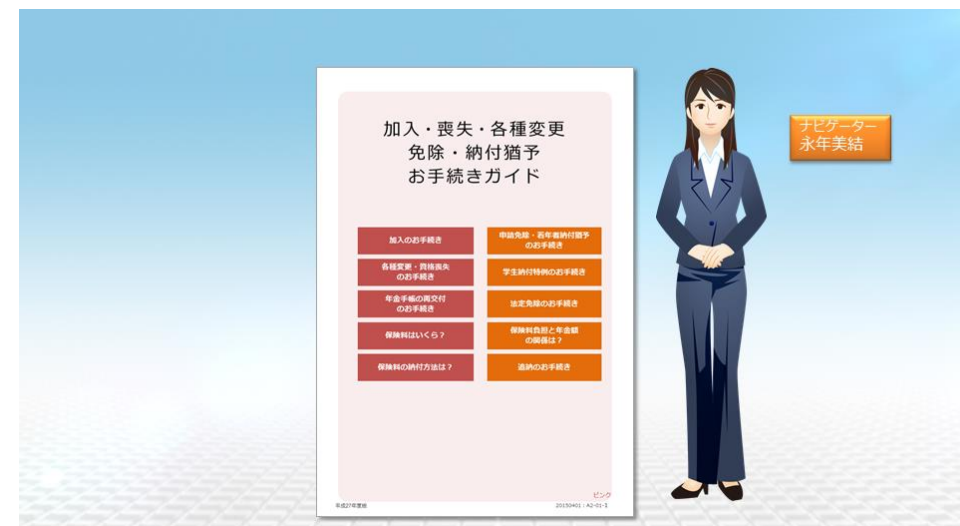 加入・喪失・各種変更
免除・納付猶予
お手続きガイド
加入のお手続き
各種変更・資格喪失
のお手続き
年金手帳の再交付
のお手続き
保険料はいくら？
保険料の納付方法は？
申請免除・若年者納付猶予
のお手続き
学生納付特例のお手続き
法定免除のお手続き
保険料負担と年金額
の関係は？
追納のお手続き
ピンク
平成27年度版
20150401：A2-01-1
ナビゲーター
永年美結